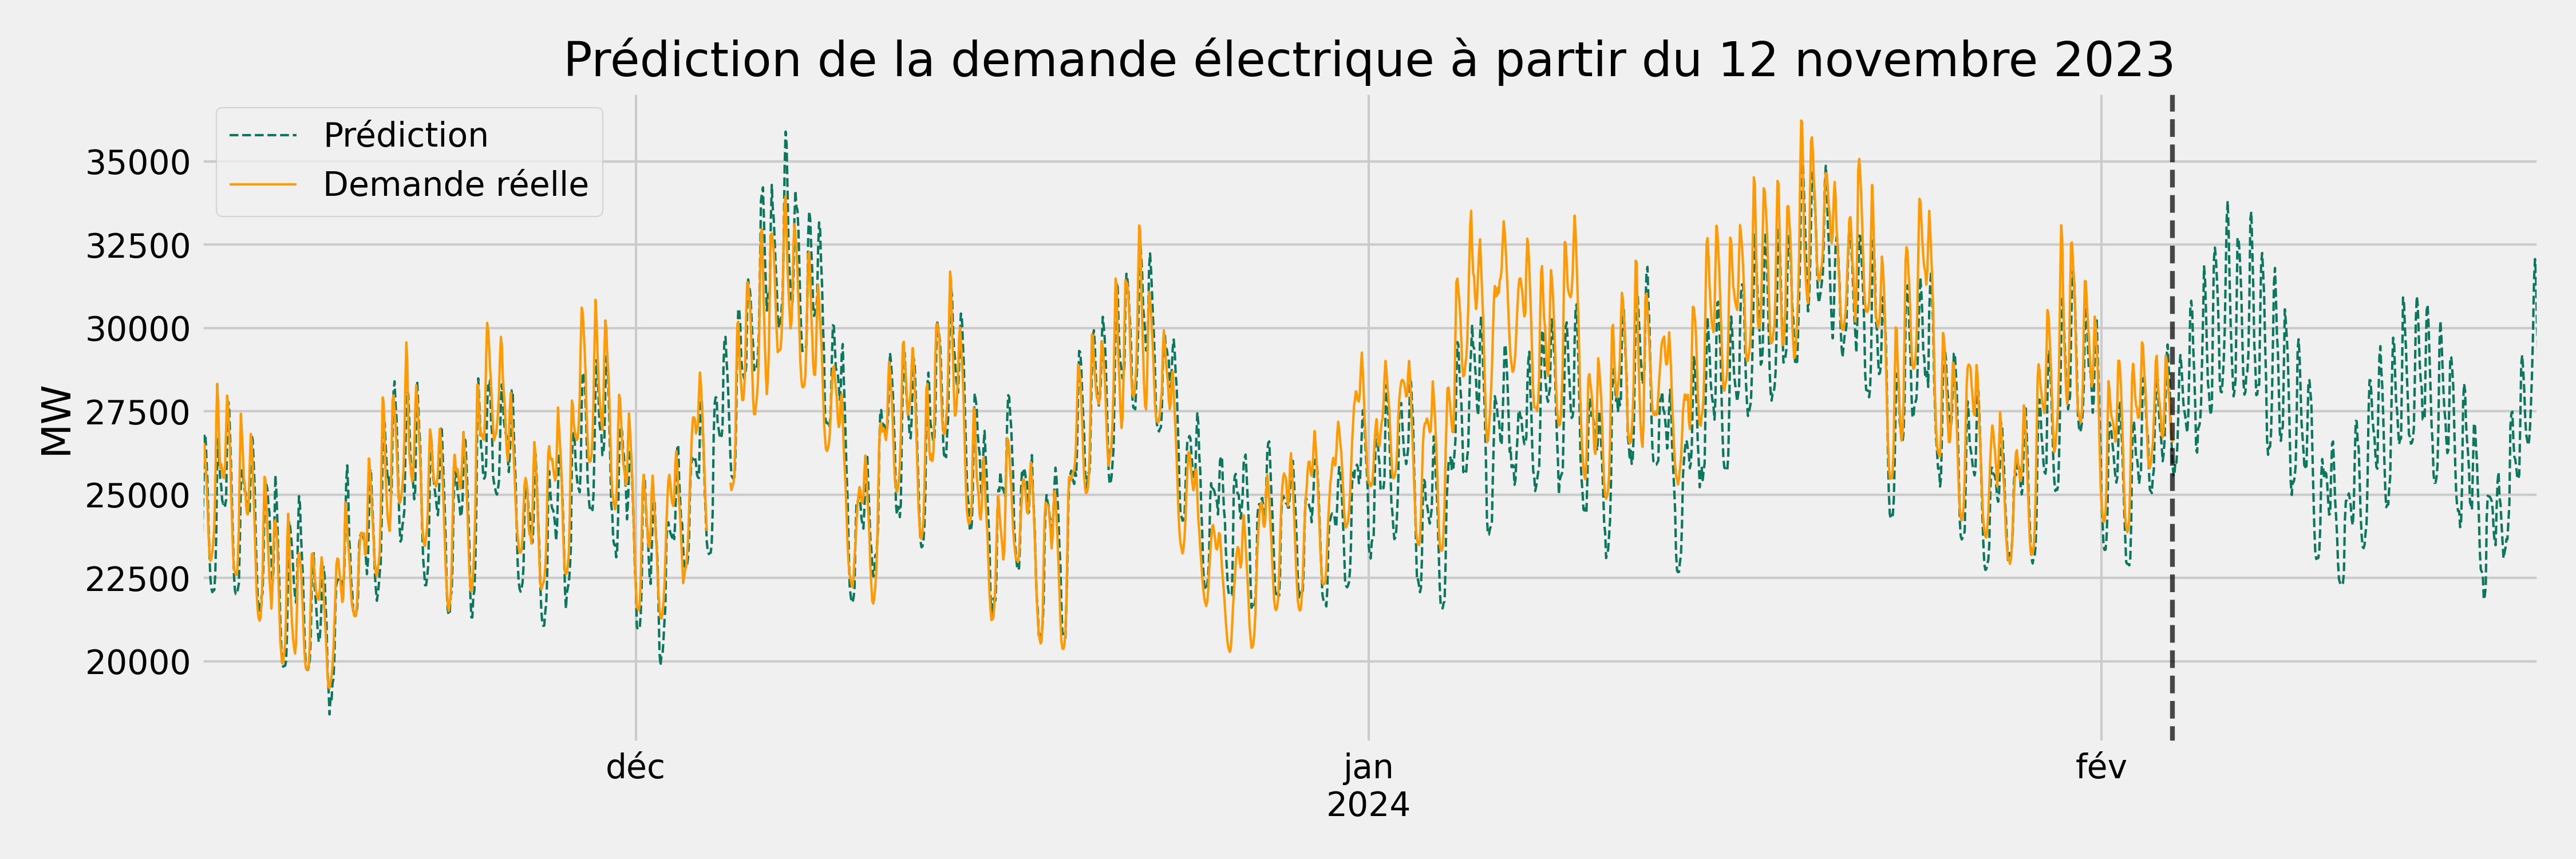 Prédiction de la demande électrique à partir du 12 novembre 2023
Prédiction
Demande réelle
MW
35000
32500
30000
27500
25000
22500
20000
déc
jan
2024
fév